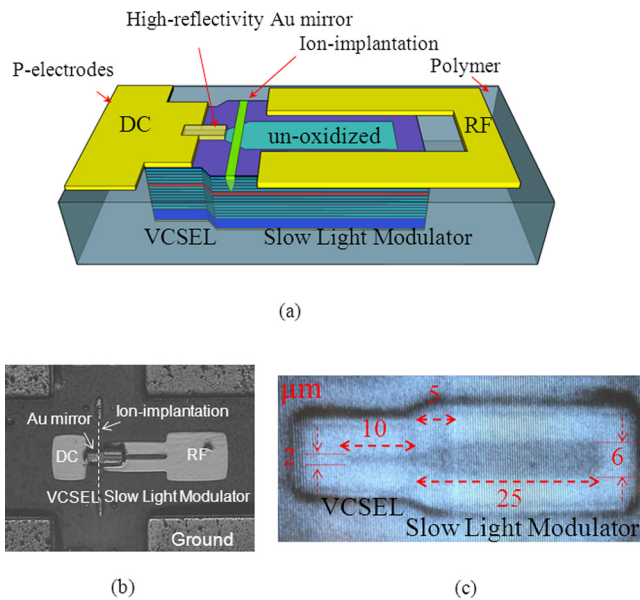 High-reflectivity Au mirror
Ion-implantation
P-electrodes
Polymer
DC
RF
un-oxidized
VCSEL
Slow Light Modulator
(a)
Au mirror
Ion-implantation
DC
RF
VCSEL
Slow Light Modulator
Ground
(b)
μm
5
10
2
6
25
VCSEL
Slow Light Modulator
(c)